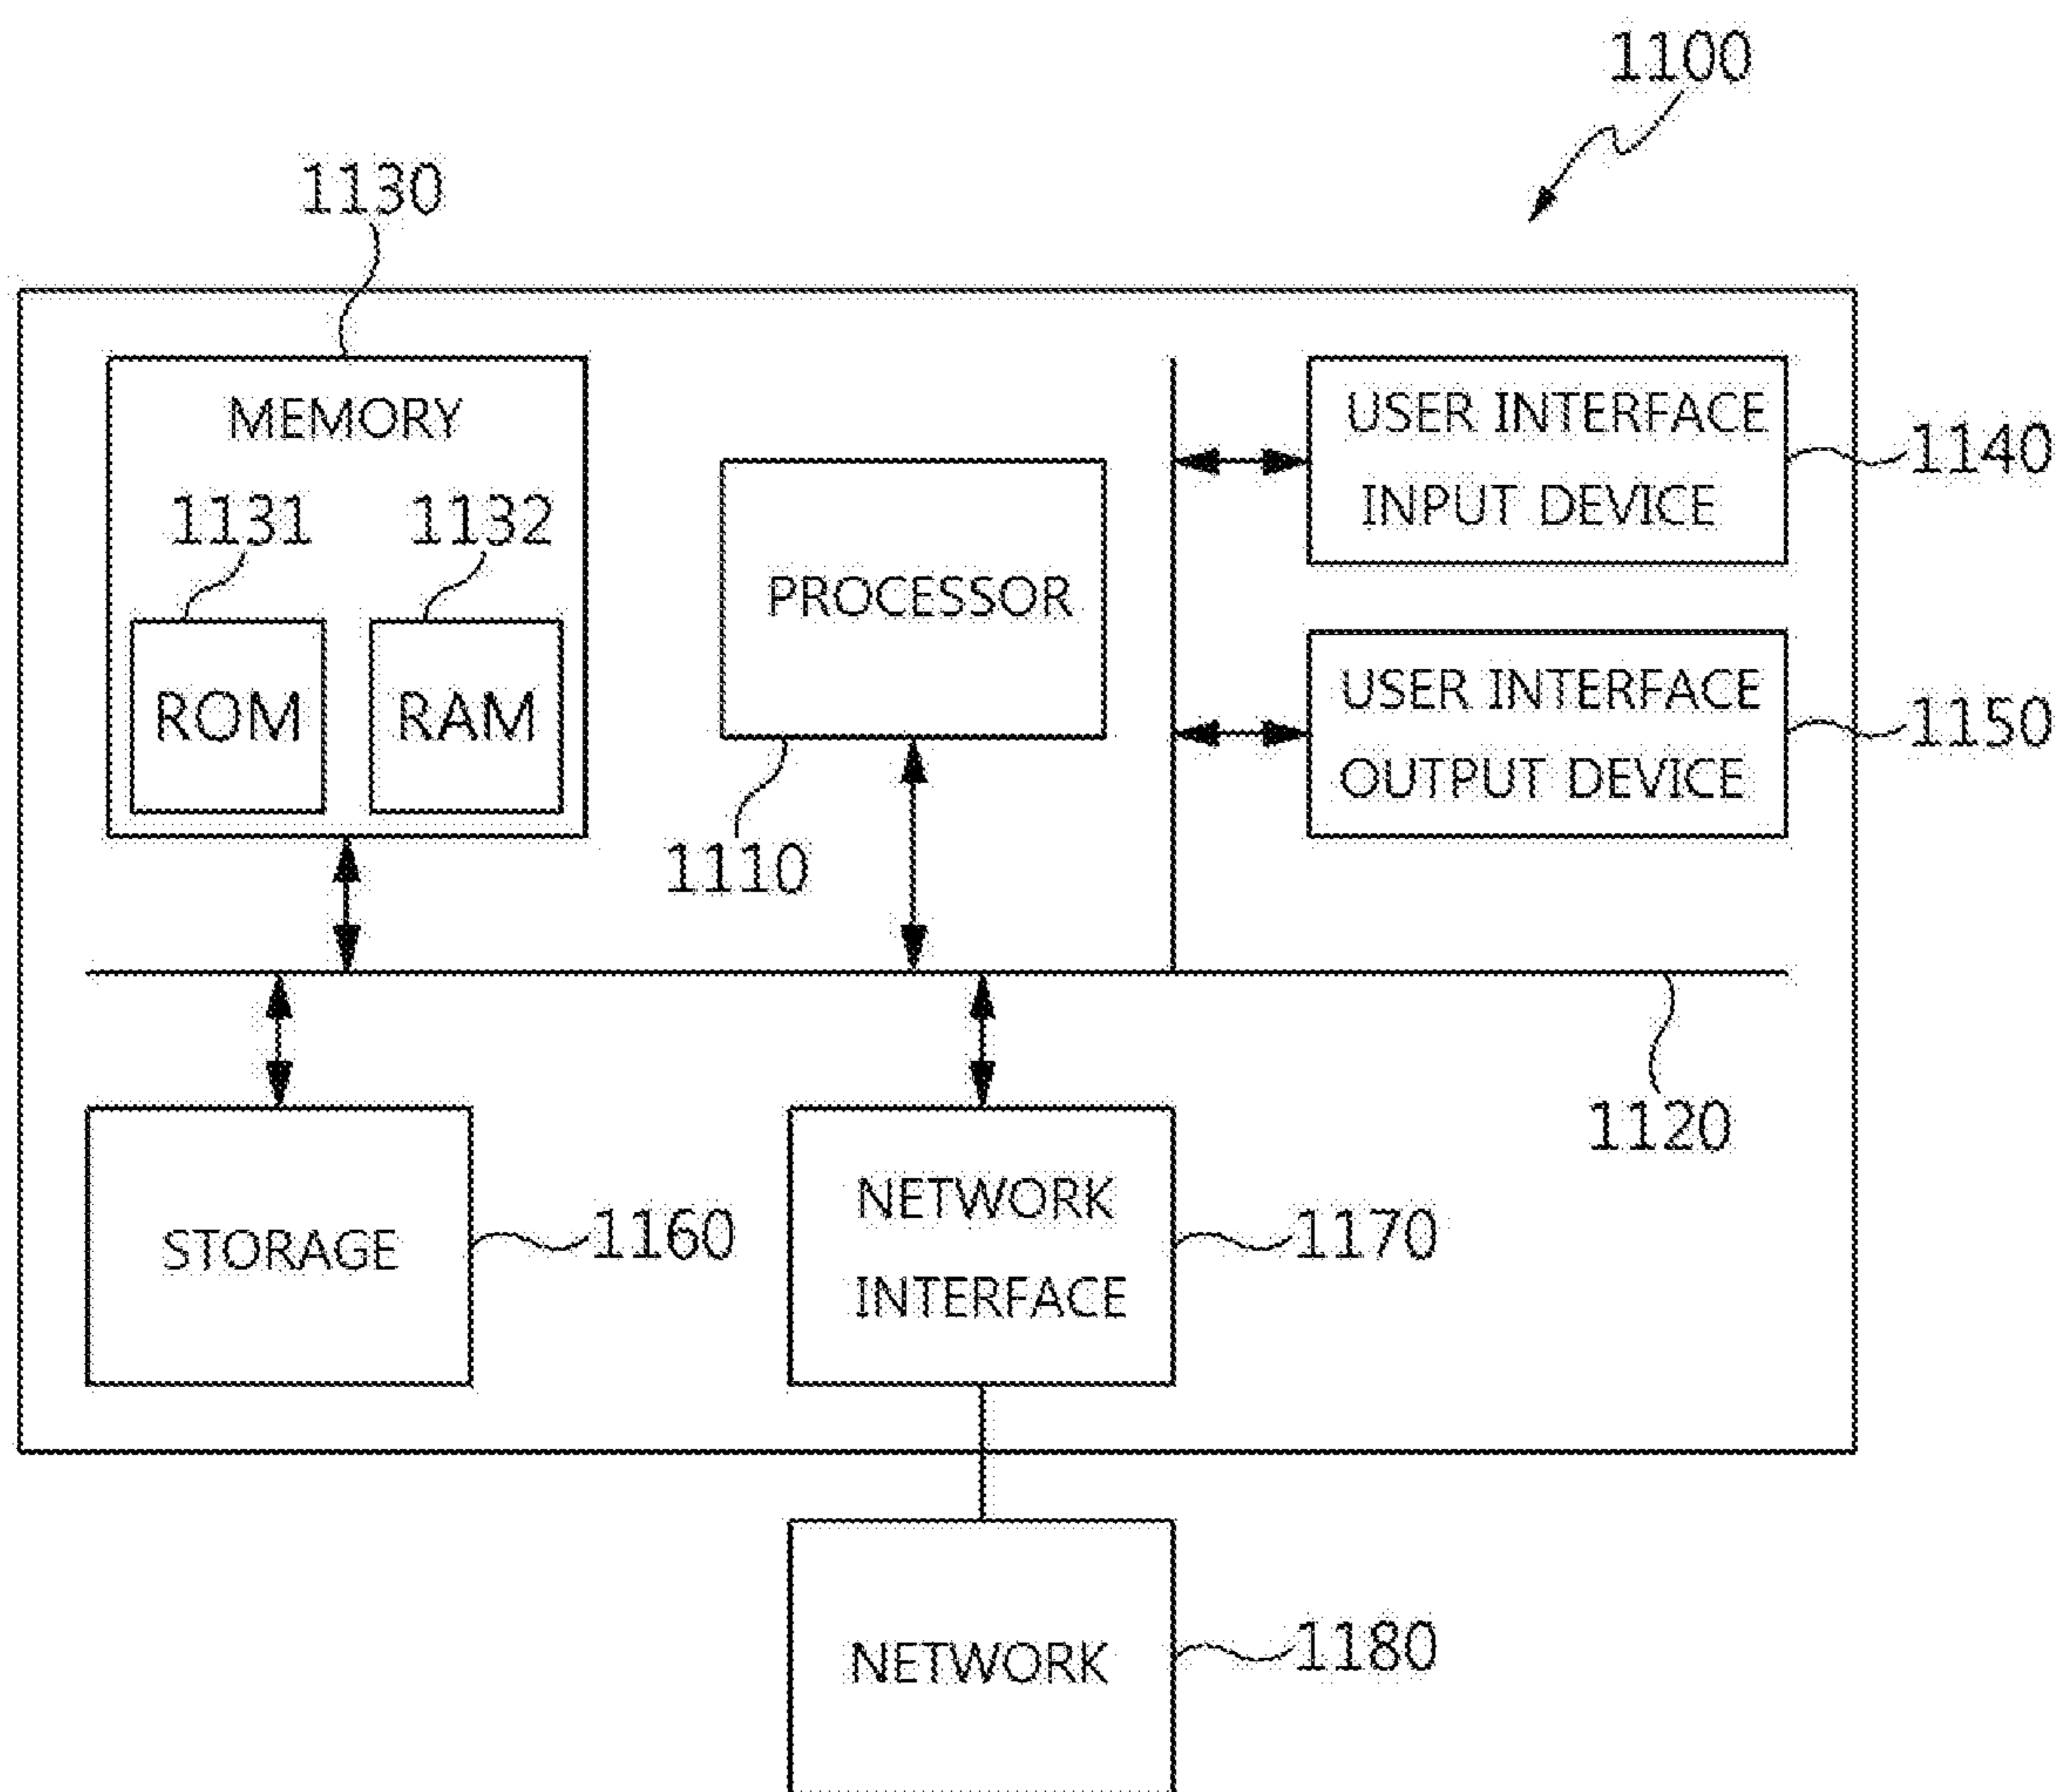 1100
1130
MEMORY
1131
1132
ROM
RAM
PROCESSOR
1110
USER INTERFACE
INPUT DEVICE
1140
USER INTERFACE
OUTPUT DEVICE
1150
1120
STORAGE
1160
NETWORK
INTERFACE
1170
NETWORK
1180